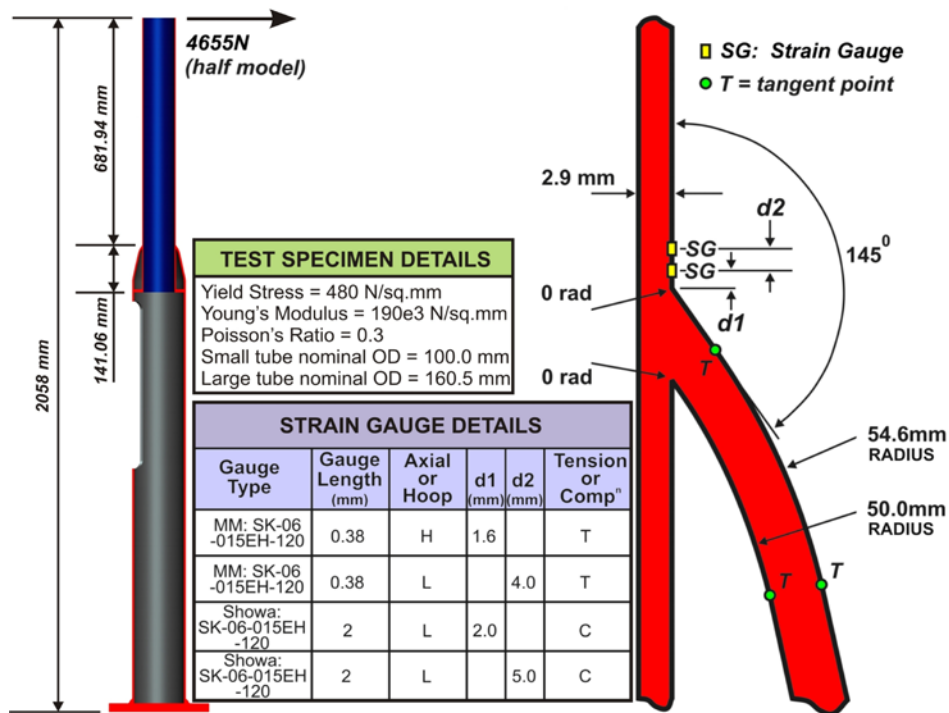 4655N
(half model)
681.94 mm
141.06 mm
2058 mm
TEST SPECIMEN DETAILS
Yield Stress = 480 N/sq.mm
Young's Modulus = 190e3 N/sq.mm
Poisson's Ratio = 0.3
Small tube nominal OD = 100.0 mm
Large tube nominal OD = 160.5 mm
STRAIN GAUGE DETAILS
Gauge Type Gauge Length (mm) Axial or Hoop d1 (mm) d2 (mm) Tension or Compⁿ
MM: SK-06
-015EH-120 0.38 H 1.6 T
MM: SK-06
-015EH-120 0.38 L 4.0 T
Showa:
SK-06-015EH
-120 2 L 2.0 C
Showa:
SK-06-015EH
-120 2 L 5.0 C
SG: Strain Gauge
T = tangent point
2.9 mm
d2
-SG
-SG
145⁰
0 rad
d1
T
0 rad
54.6mm
RADIUS
50.0mm
RADIUS
T
T